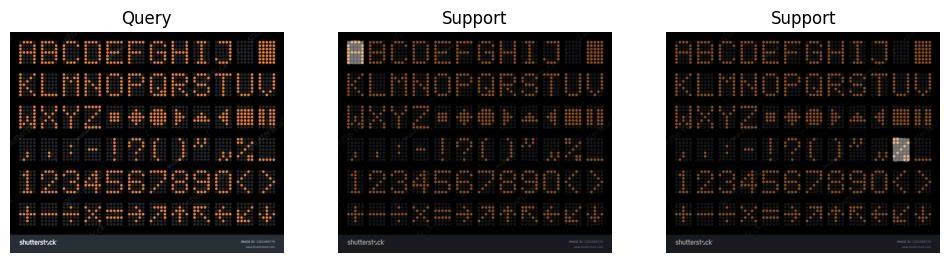 Query
ABCDEFGHIJ
KLMNOPQRSTUV
WXYZ
, . : - ! ? ( ) ' „ % …
1234567890<>
+ - ÷ × = → ↗ ↑ ↖ ← ↙ ↓
shutterstock
Support
ABCDEFGHIJ
KLMNOPQRSTUV
WXYZ
, . : - ! ? ( ) ' „ % …
1234567890<>
+ - ÷ × = → ↗ ↑ ↖ ← ↙ ↓
shutterstock
Support
ABCDEFGHIJ
KLMNOPQRSTUV
WXYZ
, . : - ! ? ( ) ' „ % …
1234567890<>
+ - ÷ × = → ↗ ↑ ↖ ← ↙ ↓
shutterstock